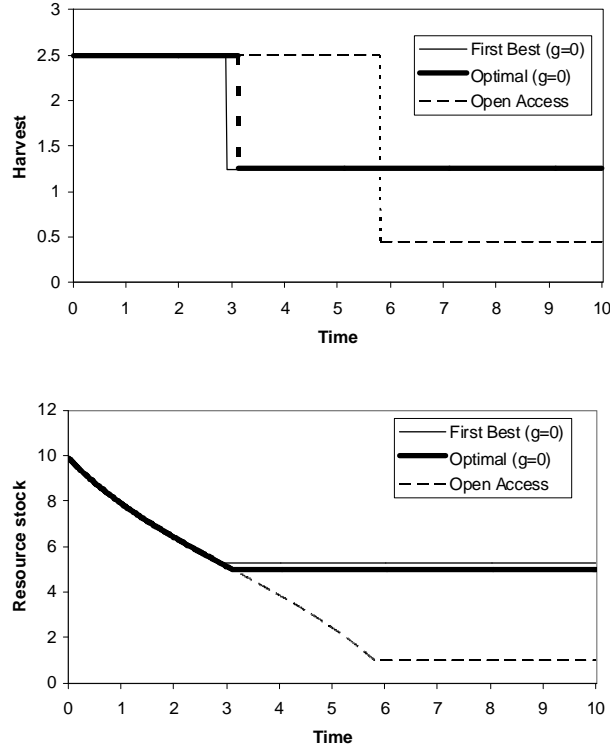 3
2.5
2
1.5
1
0.5
0
Harvest
First Best (g=0)
Optimal (g=0)
Open Access
0 1 2 3 4 5 6 7 8 9 10
Time
12
10
8
6
4
2
0
Resource stock
First Best (g=0)
Optimal (g=0)
Open Access
0 1 2 3 4 5 6 7 8 9 10
Time